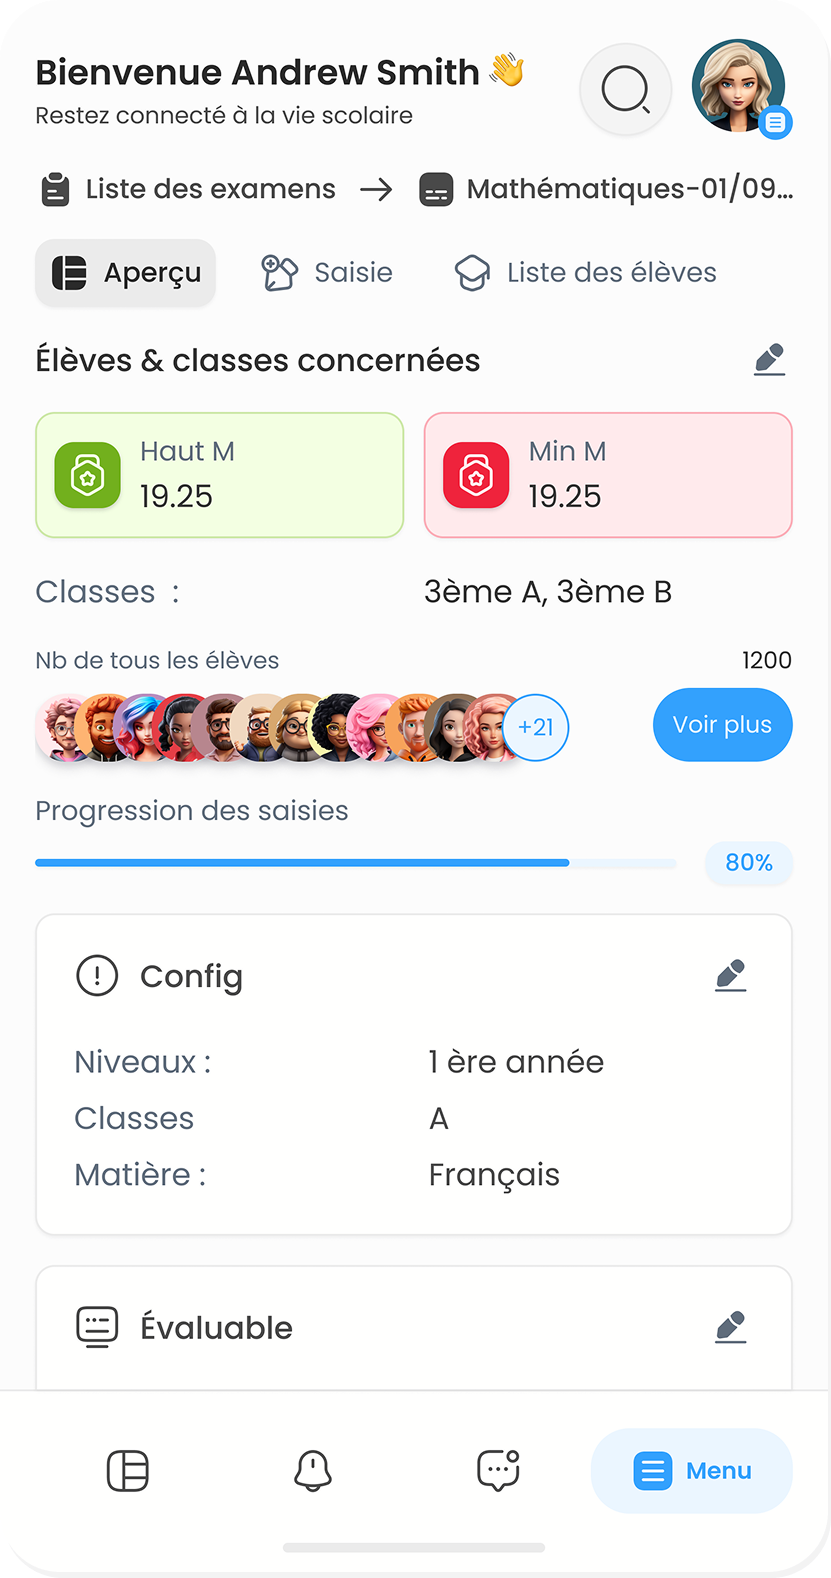 Bienvenue Andrew Smith 👋
Restez connecté à la vie scolaire
Liste des examens → Mathématiques-01/09...
Aperçu Saisie Liste des élèves
Élèves & classes concernées
Haut M
19.25
Min M
19.25
Classes : 3ème A, 3ème B
Nb de tous les élèves 1200
+21 Voir plus
Progression des saisies
80%
Config
Niveaux : 1 ère année
Classes A
Matière : Français
Évaluable
Menu